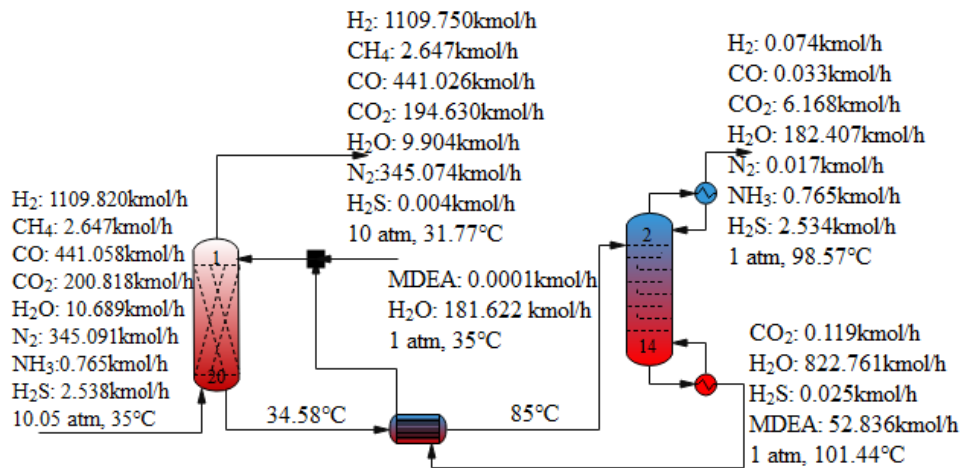 H₂: 1109.750kmol/h
CH₄: 2.647kmol/h
CO: 441.026kmol/h
CO₂: 194.630kmol/h
H₂O: 9.904kmol/h
N₂:345.074kmol/h
H₂S: 0.004kmol/h
10 atm, 31.77℃
H₂: 0.074kmol/h
CO: 0.033kmol/h
CO₂: 6.168kmol/h
H₂O: 182.407kmol/h
N₂: 0.017kmol/h
NH₃: 0.765kmol/h
H₂S: 2.534kmol/h
1 atm, 98.57℃
H₂: 1109.820kmol/h
CH₄: 2.647kmol/h
CO: 441.058kmol/h
CO₂: 200.818kmol/h
H₂O: 10.689kmol/h
N₂: 345.091kmol/h
NH₃:0.765kmol/h
H₂S: 2.538kmol/h
10.05 atm, 35℃
1
20
MDEA: 0.0001kmol/h
H₂O: 181.622 kmol/h
1 atm, 35℃
2
14
34.58℃
85℃
CO₂: 0.119kmol/h
H₂O: 822.761kmol/h
H₂S: 0.025kmol/h
MDEA: 52.836kmol/h
1 atm, 101.44℃